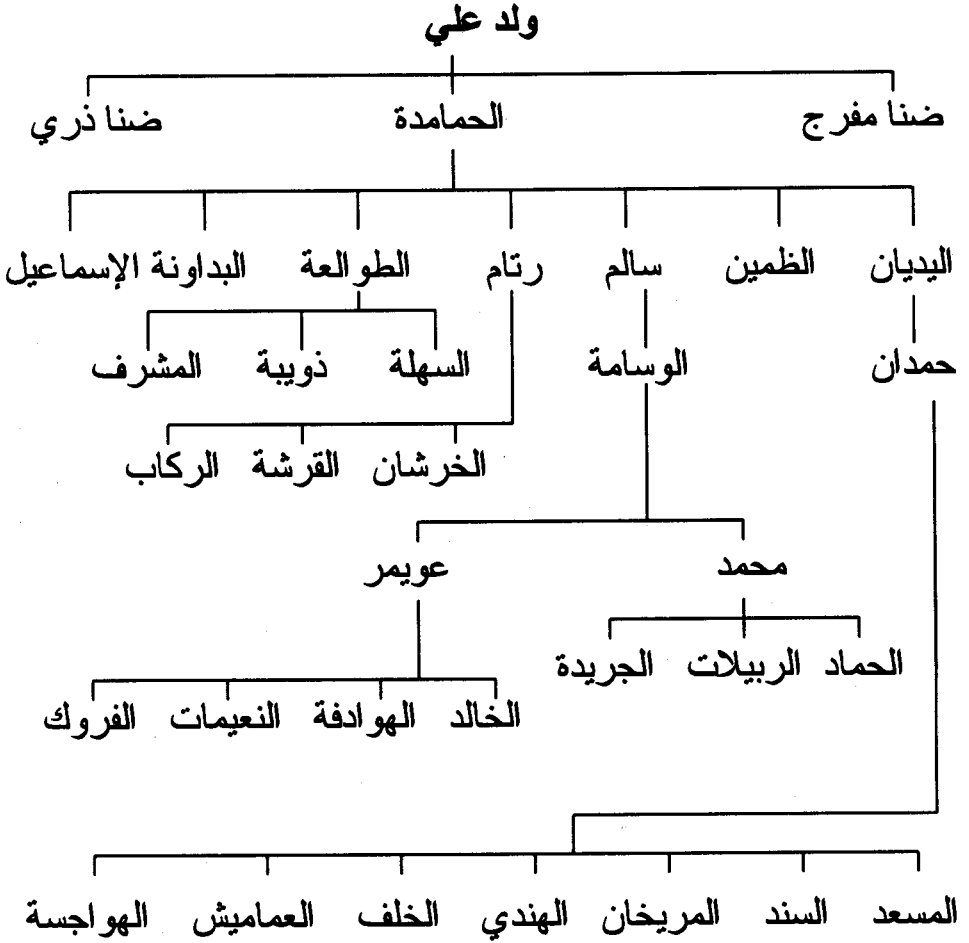 ولد علي
ضنا مفرج الحمامدة ضنا ذري
اليديان الظمين سالم رتام الطوالعة البداونة الإسماعيل
حمدان الوسامة السهلة ذويبة المشرف
الخرشان القرشة الركاب
محمد عويمر
الحماد الربيلات الجريدة
الخالد الهوادفة النعيمات الفروك
المسعد السند المريخان الهندي الخلف العماميش الهواجسة